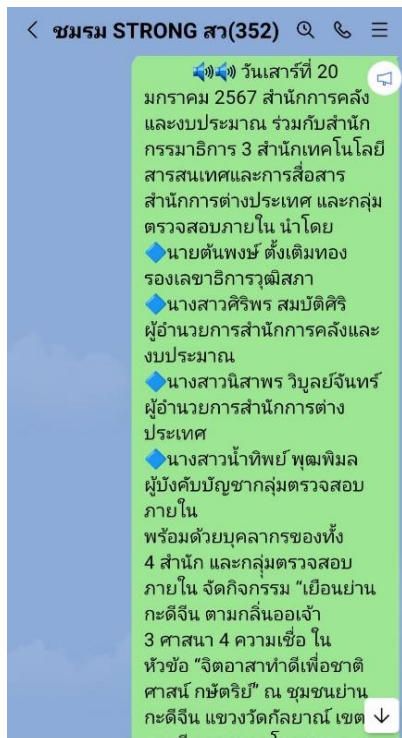 ชมรม STRONG สว(352)
วันเสาร์ที่ 20
มกราคม 2567 สำนักการคลัง
และงบประมาณ ร่วมกับสำนัก
กรรมาธิการ 3 สำนักเทคโนโลยี
สารสนเทศและการสื่อสาร
สำนักการต่างประเทศ และกลุ่ม
ตรวจสอบภายใน นำโดย
🔷นายตันพงษ์ ตั้งเติมทอง
รองเลขาธิการวุฒิสภา
🔷นางสาวศิริพร สมบัติศิริ
ผู้อำนวยการสำนักการคลังและ
งบประมาณ
🔷นางสาวนิสาพร วิบูลย์จันทร์
ผู้อำนวยการสำนักการต่าง
ประเทศ
🔷นางสาวน้ำทิพย์ พุฒพิมล
ผู้บังคับบัญชากลุ่มตรวจสอบ
ภายใน
พร้อมด้วยบุคลากรของทั้ง
4 สำนัก และกลุ่มตรวจสอบ
ภายใน จัดกิจกรรม “เยือนย่าน
กะดีจีน ตามกลิ่นออเจ้า
3 ศาสนา 4 ความเชื่อ ใน
หัวข้อ “จิตอาสาทำดีเพื่อชาติ
ศาสน์ กษัตริย์” ณ ชุมชนย่าน
กะดีจีน แขวงวัดกัลยาณ์ เขต